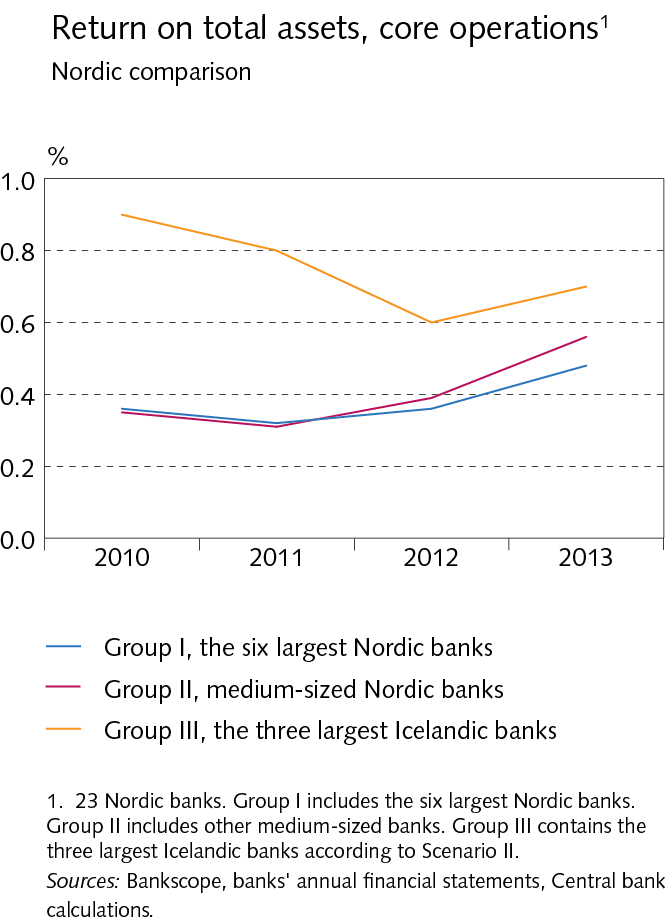 Return on total assets, core operations¹
Nordic comparison
%
1.0
0.8
0.6
0.4
0.2
0.0
2010 2011 2012 2013
Group I, the six largest Nordic banks
Group II, medium-sized Nordic banks
Group III, the three largest Icelandic banks
1. 23 Nordic banks. Group I includes the six largest Nordic banks.
Group II includes other medium-sized banks. Group III contains the
three largest Icelandic banks according to Scenario II.
Sources: Bankscope, banks' annual financial statements, Central bank
calculations.